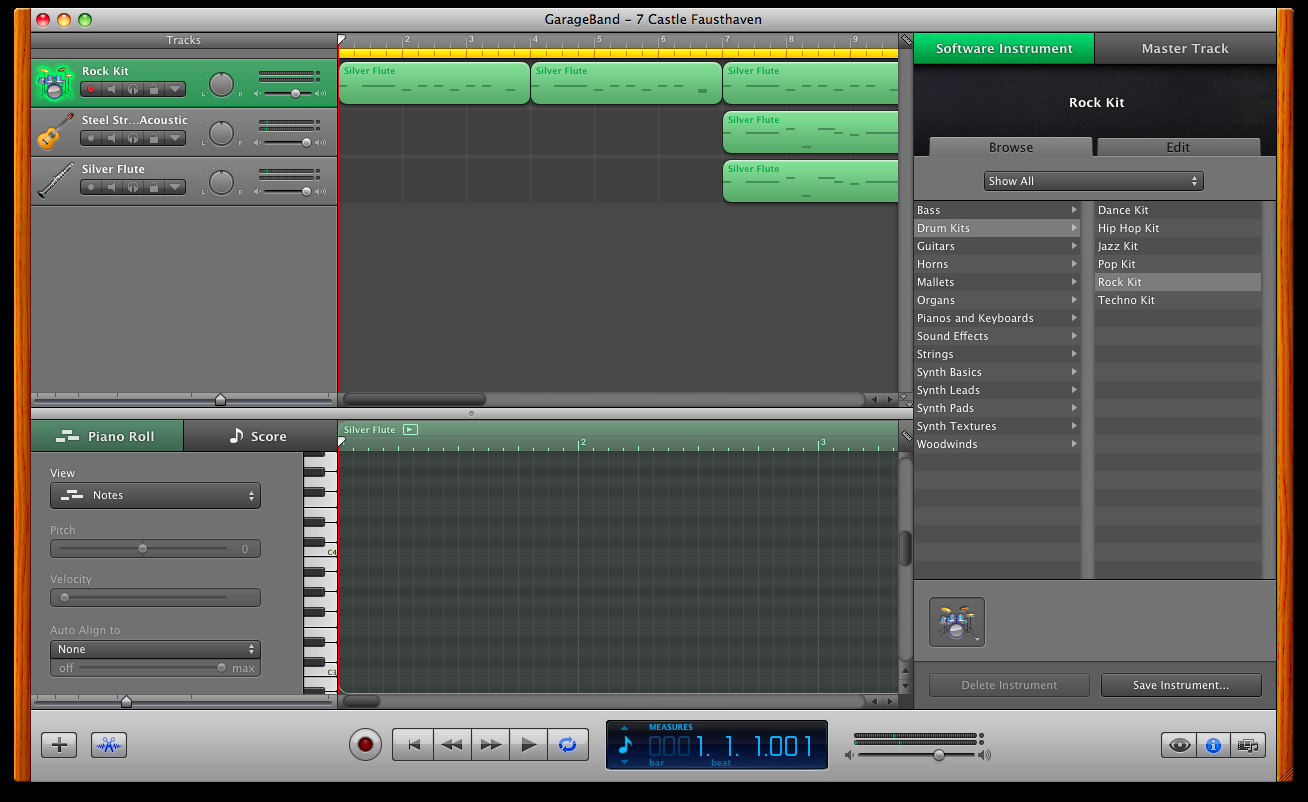 GarageBand – 7 Castle Fausthaven
Tracks
2 3 4 5 6 7 8 9
Software Instrument
Master Track
Rock Kit
L R
Silver Flute
Silver Flute
Silver Flute
Steel Str...Acoustic
L R
Silver Flute
Silver Flute
L R
Silver Flute
Rock Kit
Browse
Edit
Show All
Bass
Drum Kits
Guitars
Horns
Mallets
Organs
Pianos and Keyboards
Sound Effects
Strings
Synth Basics
Synth Leads
Synth Pads
Synth Textures
Woodwinds
Dance Kit
Hip Hop Kit
Jazz Kit
Pop Kit
Rock Kit
Techno Kit
Piano Roll
Score
Silver Flute
2 3
View
Notes
Pitch
0
Velocity
Auto Align to
None
off max
C4
C3
Delete Instrument
Save Instrument...
MEASURES
1. 1. 1.001
bar beat